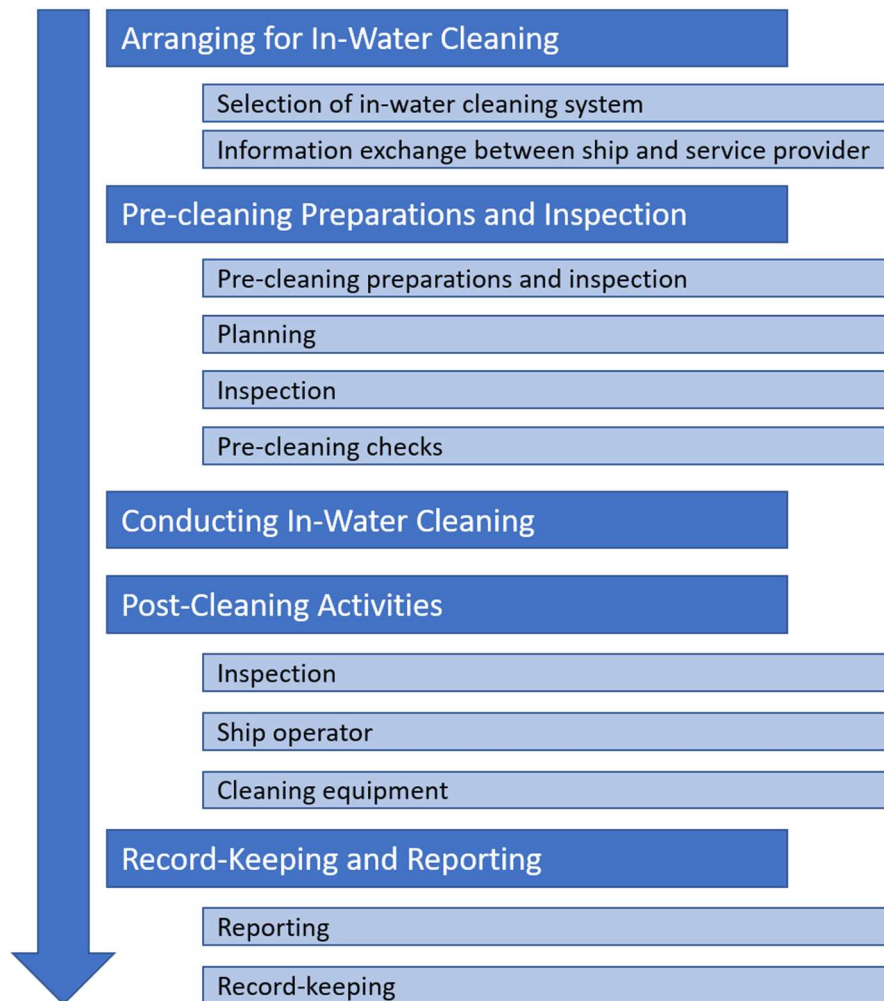 Arranging for In-Water Cleaning
Selection of in-water cleaning system
Information exchange between ship and service provider
Pre-cleaning Preparations and Inspection
Pre-cleaning preparations and inspection
Planning
Inspection
Pre-cleaning checks
Conducting In-Water Cleaning
Post-Cleaning Activities
Inspection
Ship operator
Cleaning equipment
Record-Keeping and Reporting
Reporting
Record-keeping